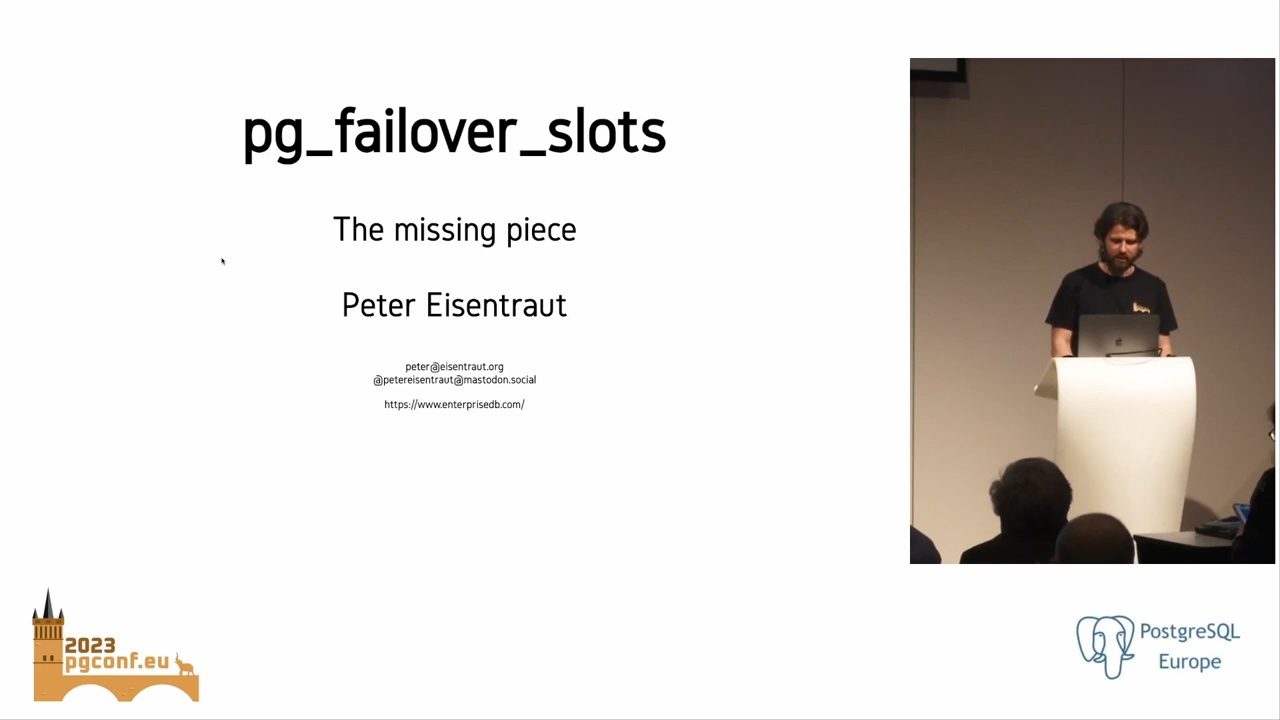 pg_failover_slots
The missing piece
Peter Eisentraut
peter@eisentraut.org
@petereisentraut@mastodon.social
https://www.enterprisedb.com/
2023
pgconf.eu
PostgreSQL
Europe